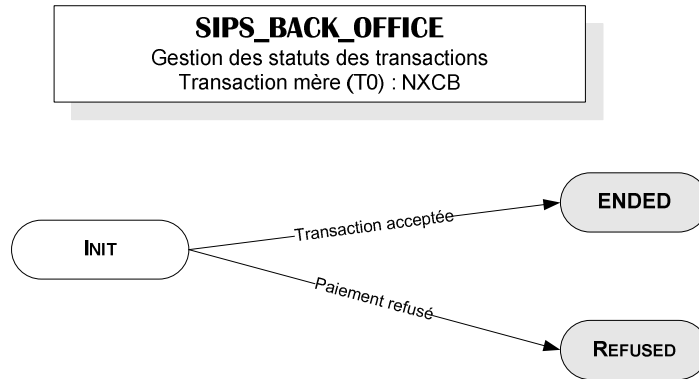 SIPS_BACK_OFFICE
Gestion des statuts des transactions
Transaction mère (T0) : NXCB
ENDED
Transaction acceptée
INIT
Paiement refusé
REFUSED